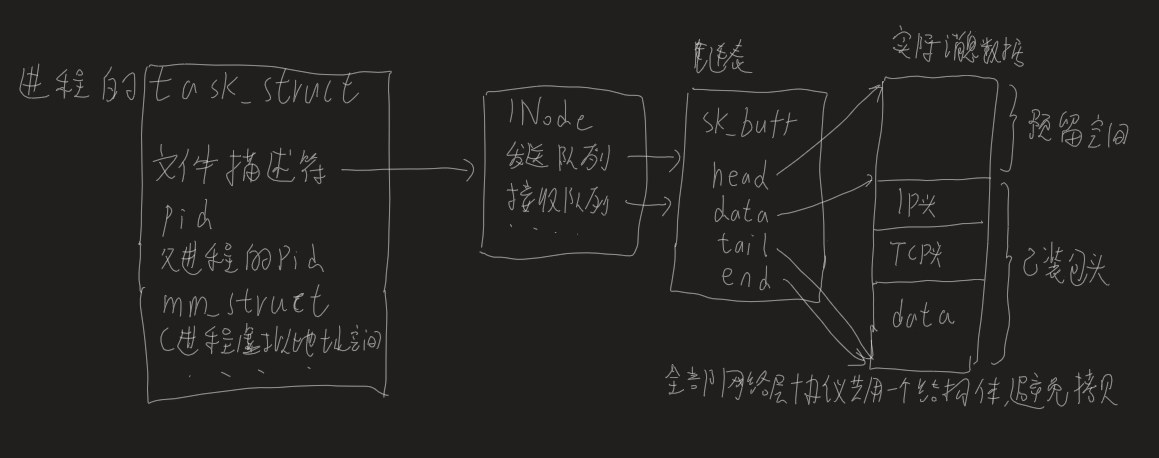 进程的
task_struct
文件描述符
pid
父进程的pid
mm_struct
(进程虚拟地址空间
. . . .
INode
发送队列
接收队列
. . . .
sk_buff
head
data
tail
end
实际消息数据
预留空间
IP头
TCP头
data
已装包头
全部网络层协议共用一个结构体,避免拷贝